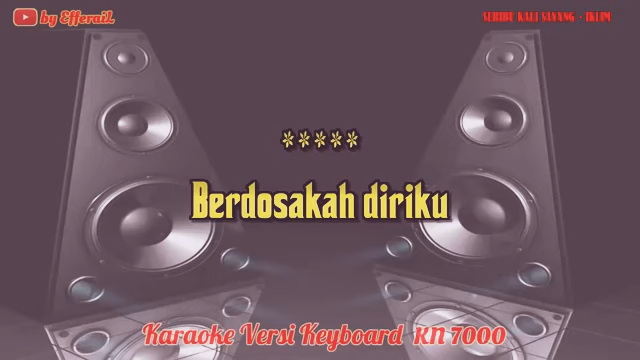 by Efferail
SERIBU KALI SAYANG - IKLIM
*****
Berdosakah diriku
Karaoke Versi Keyboard KN 7000